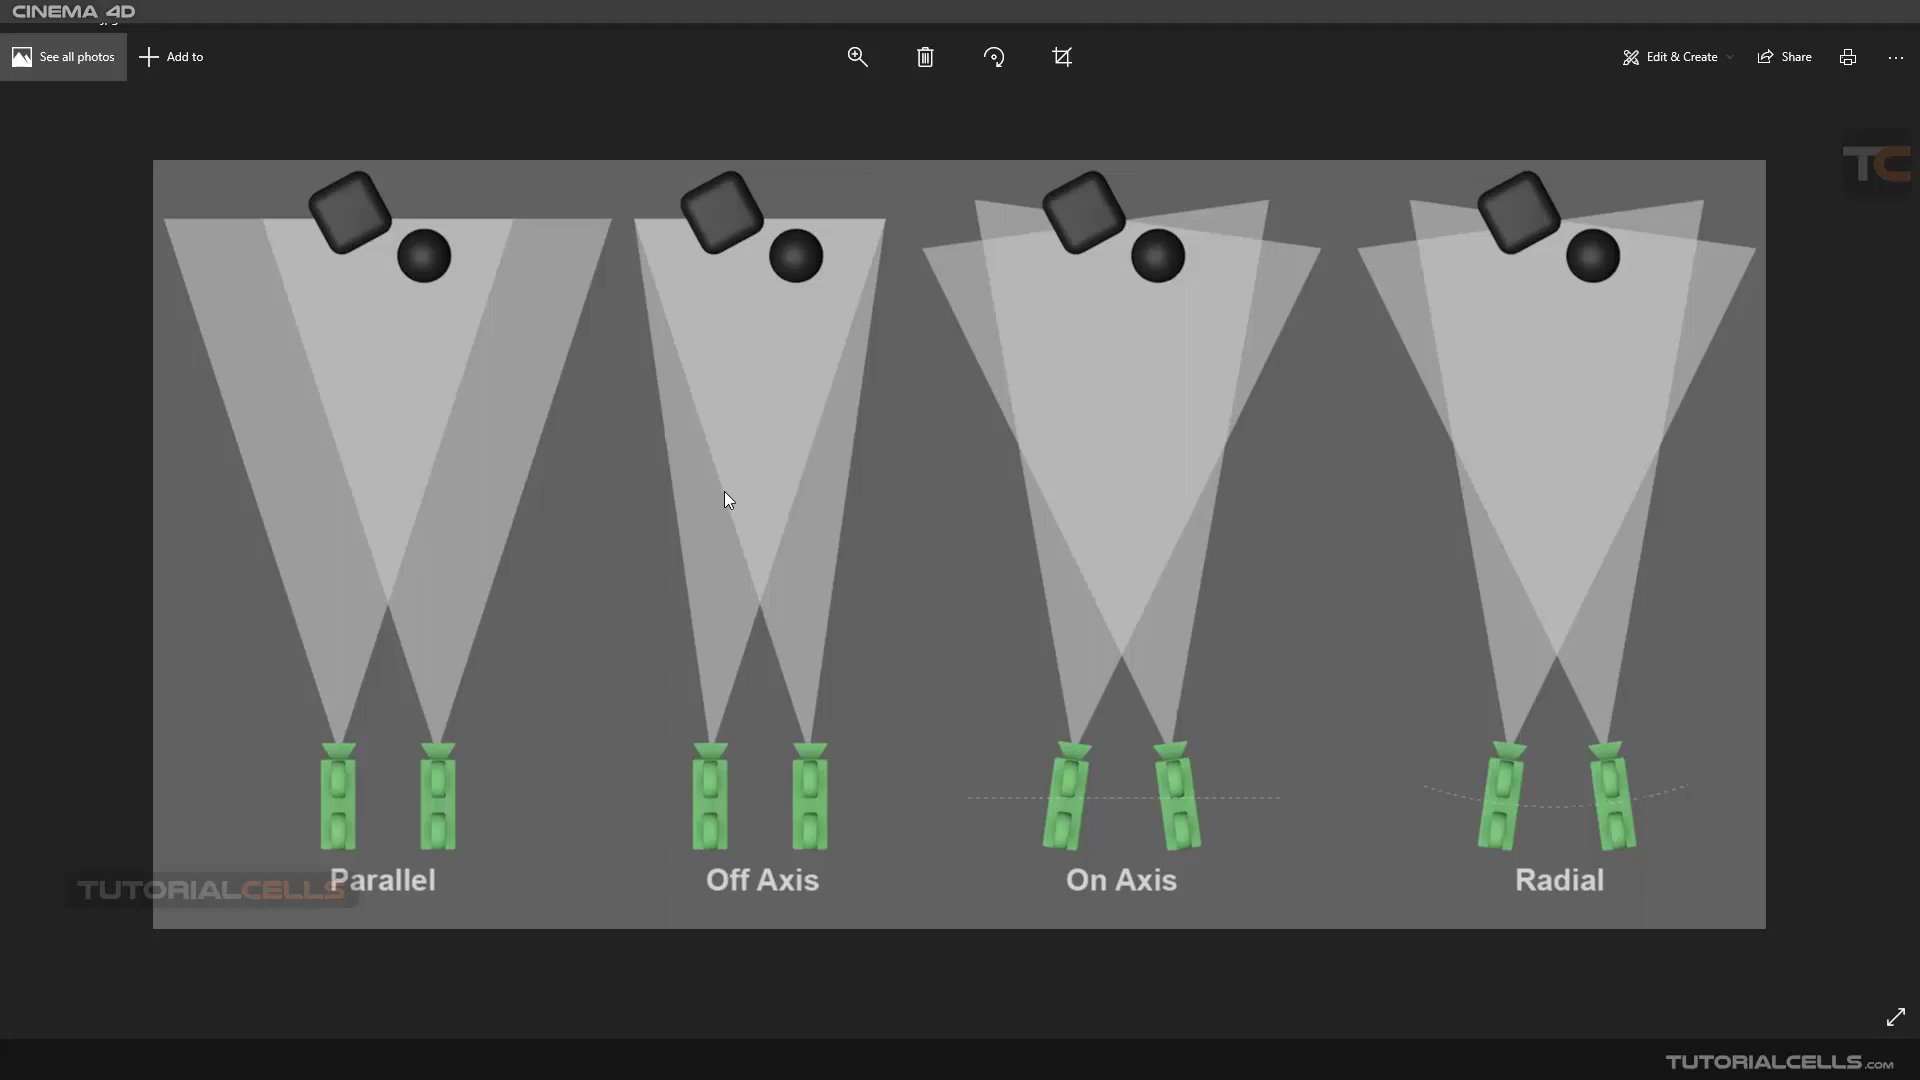 CINEMA 4D
See all photos
Add to
Edit & Create
Share
TC
Parallel
Off Axis
On Axis
Radial
TUTORIALCELLS
TUTORIALCELLS.COM